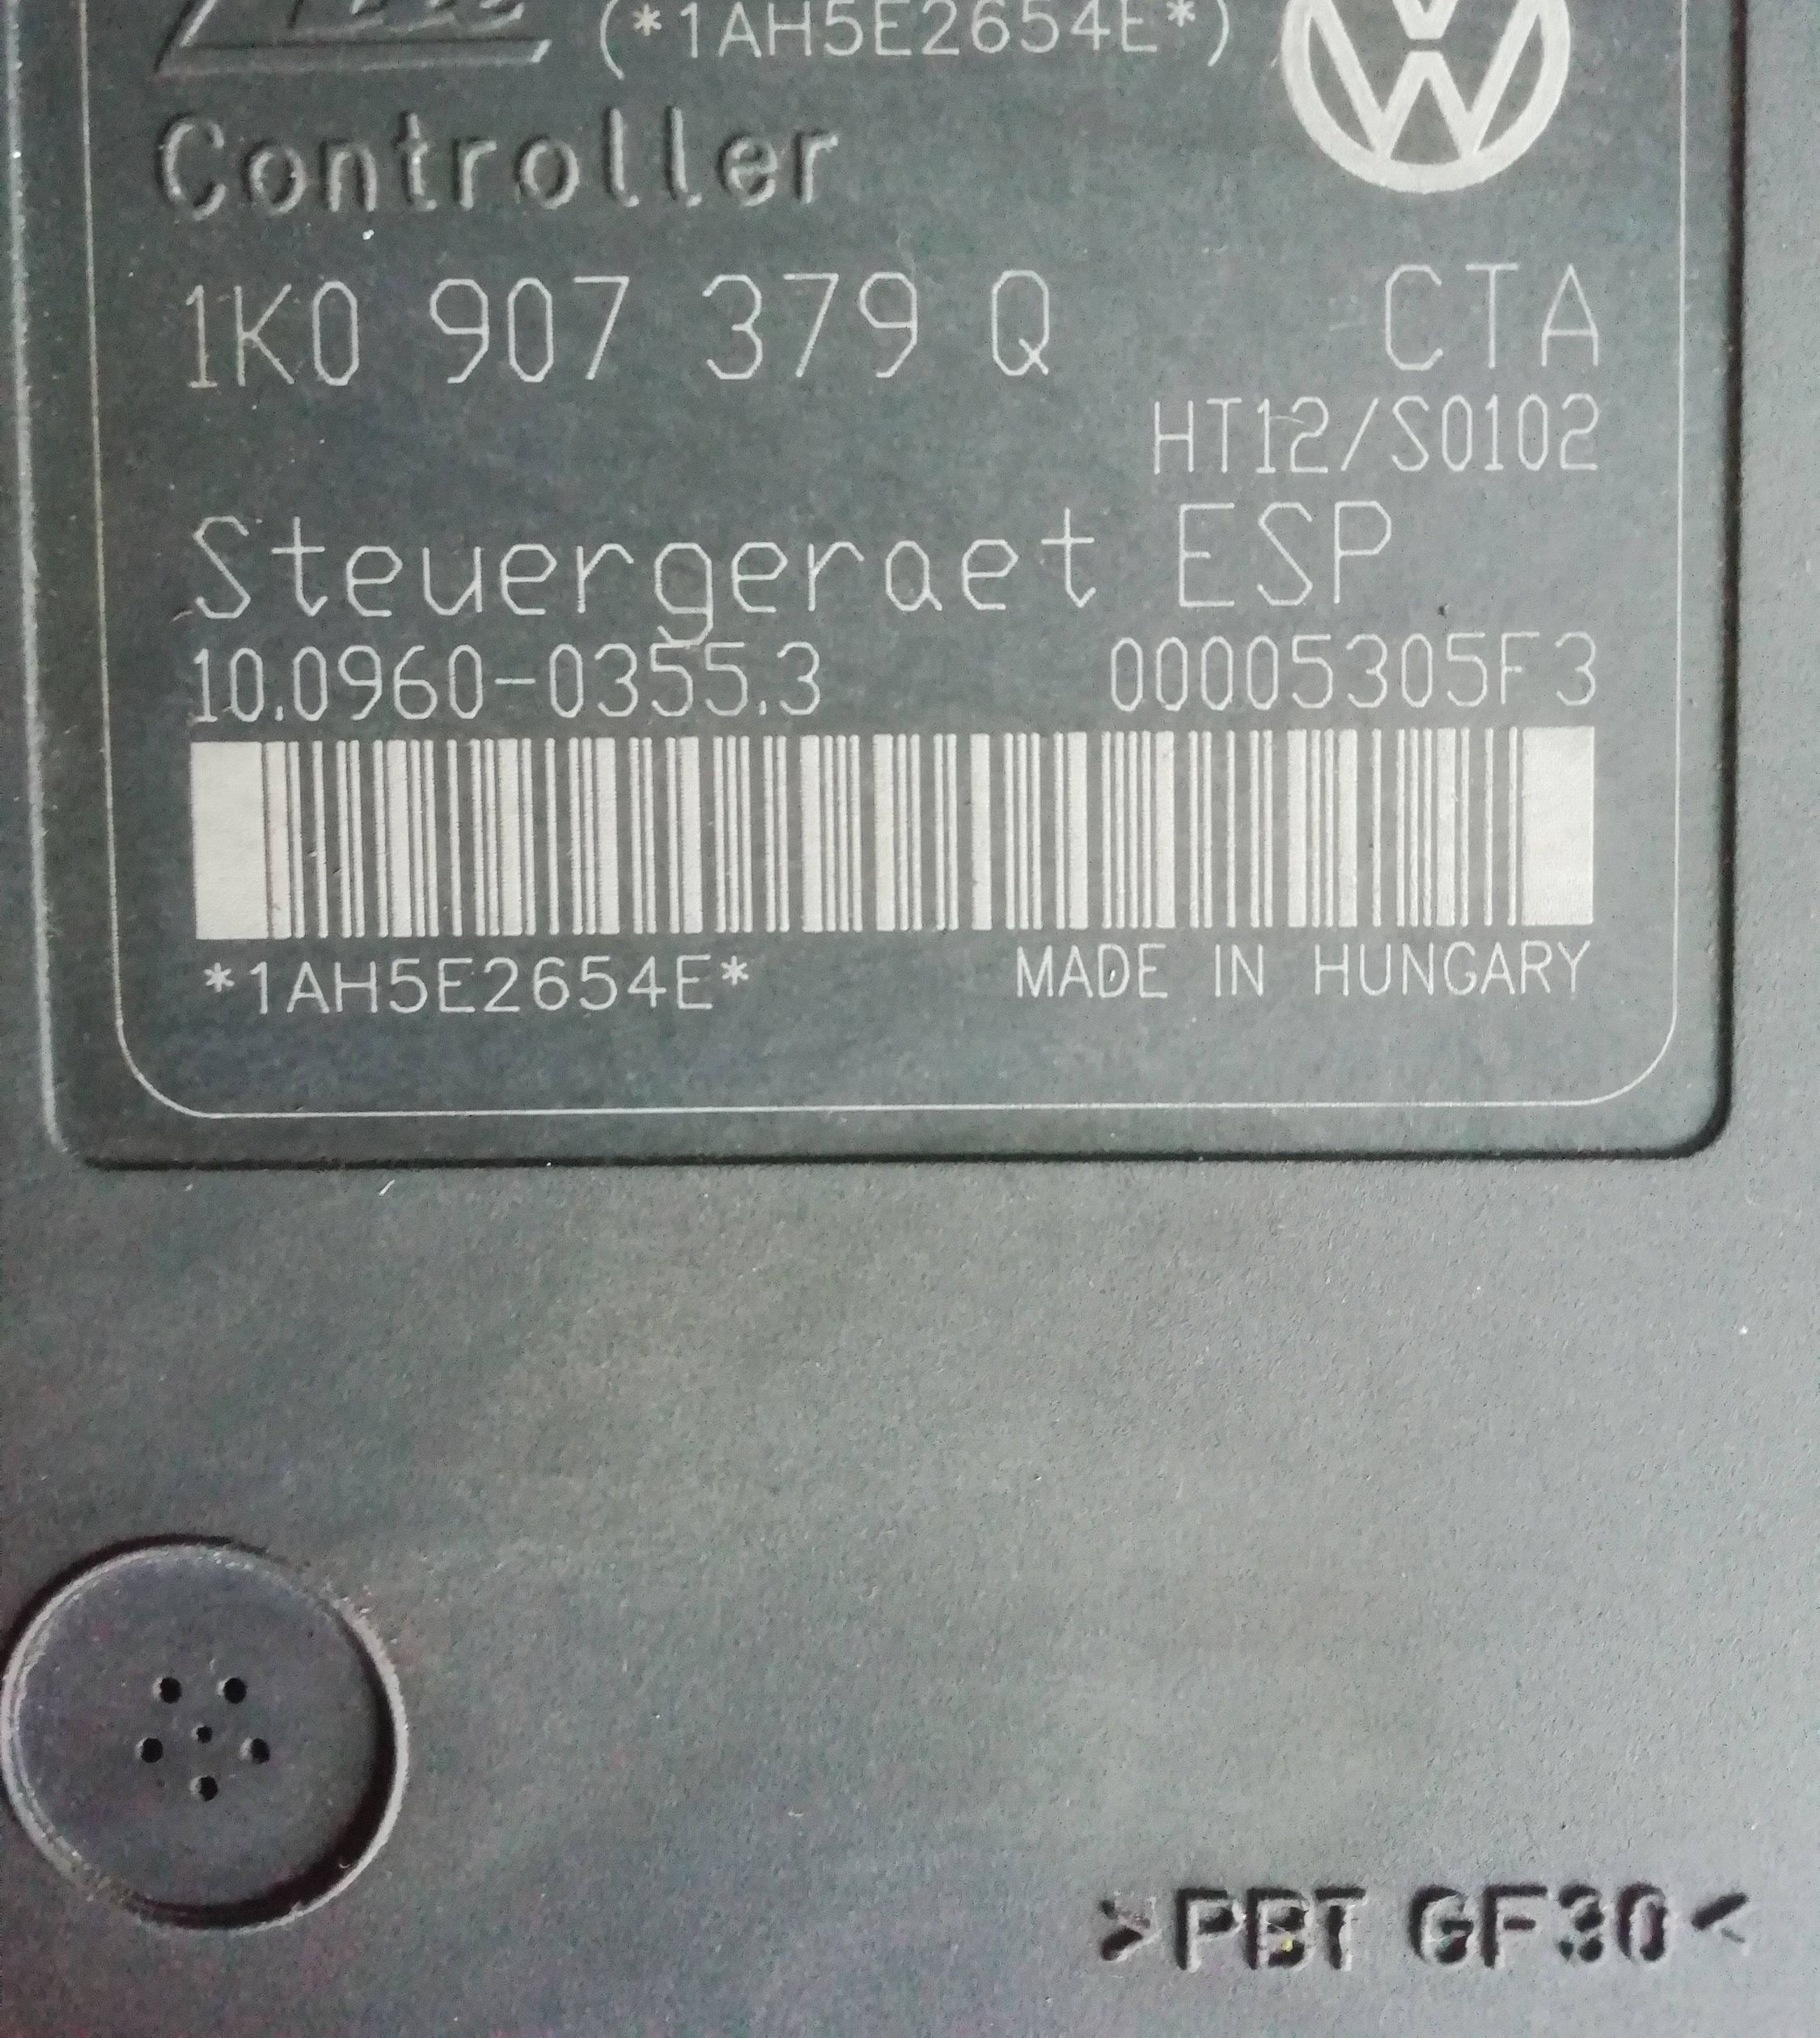 (*1AH5E2654E*)
Controller
1K0 907 379 Q CTA
HT12/S0102
Steuergeraet ESP
10.0960-0355.3 00005305F3
*1AH5E2654E* MADE IN HUNGARY
>PBT GF30<